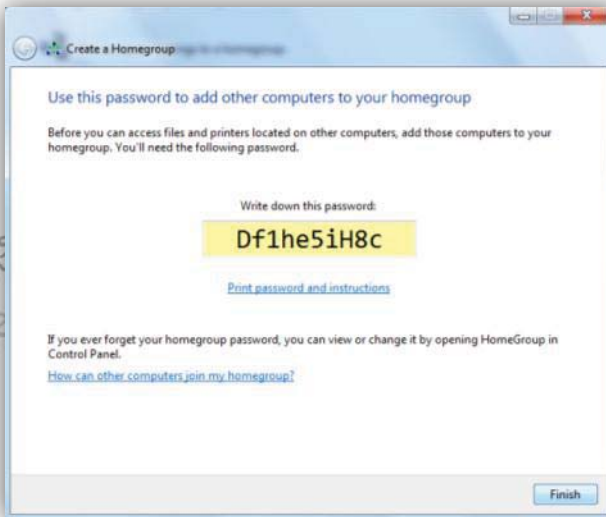 Create a Homegroup
Use this password to add other computers to your homegroup
Before you can access files and printers located on other computers, add those computers to your
homegroup. You'll need the following password.
Write down this password:
Df1he5iH8c
Print password and instructions
If you ever forget your homegroup password, you can view or change it by opening HomeGroup in
Control Panel.
How can other computers join my homegroup?
Finish